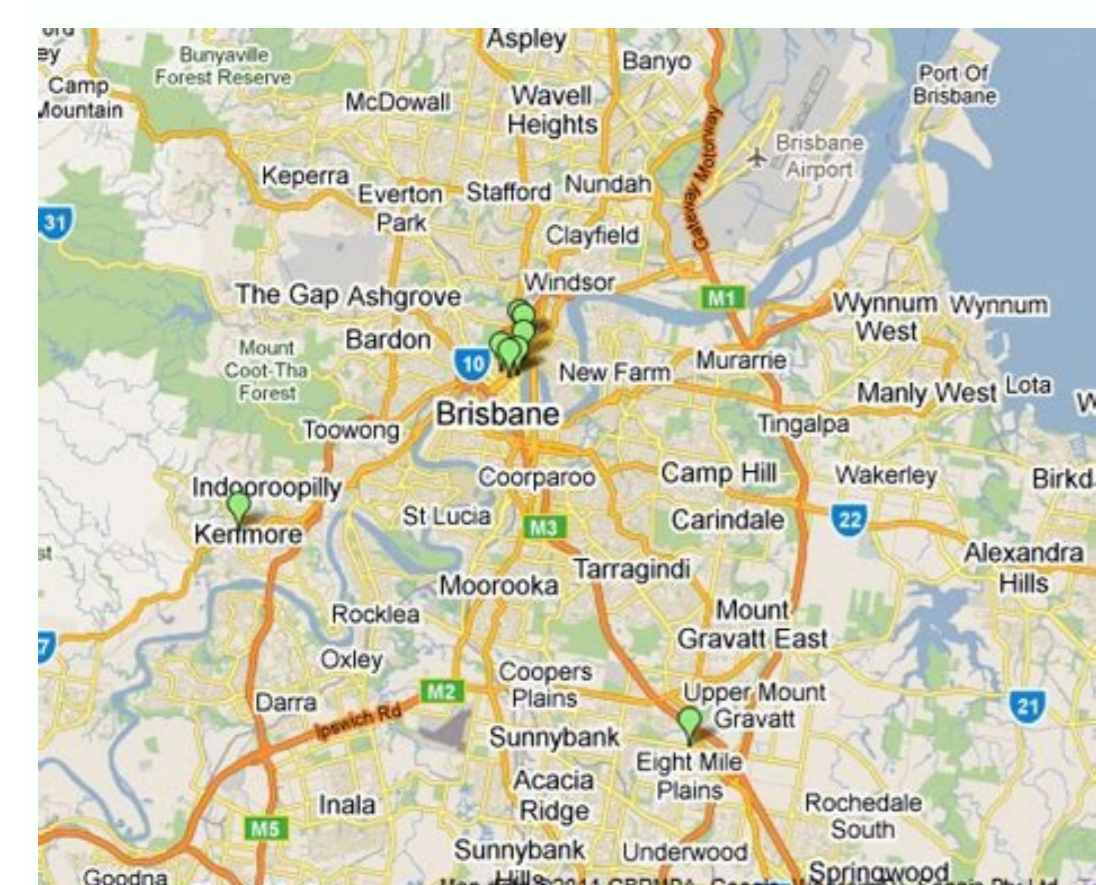 Aspley
Bunyaville
Forest Reserve
Banyo
Camp
Mountain
Port Of
Brisbane
McDowall
Wavell
Heights
Gateway Motorway
Brisbane
Airport
Keperra
Everton
Park
Stafford
Nundah
31
Clayfield
Windsor
The Gap
Ashgrove
M1
Wynnum
West
Wynnum
Bardon
Mount
Coot-Tha
Forest
10
New Farm
Murarrie
Manly West
Lota
Brisbane
Toowong
Tingalpa
Coorparoo
Camp Hill
Wakerley
Indooroopilly
St Lucia
M3
Carindale
22
Kenmore
Alexandra
Hills
Tarragindi
Moorooka
Rocklea
Mount
Gravatt East
7
Oxley
Coopers
Plains
M2
Upper Mount
Gravatt
21
Darra
Ipswich Rd
Sunnybank
Eight Mile
Plains
Acacia
Ridge
Inala
Rochedale
South
M5
Sunnybank
Hills
Underwood
Springwood
Goodna